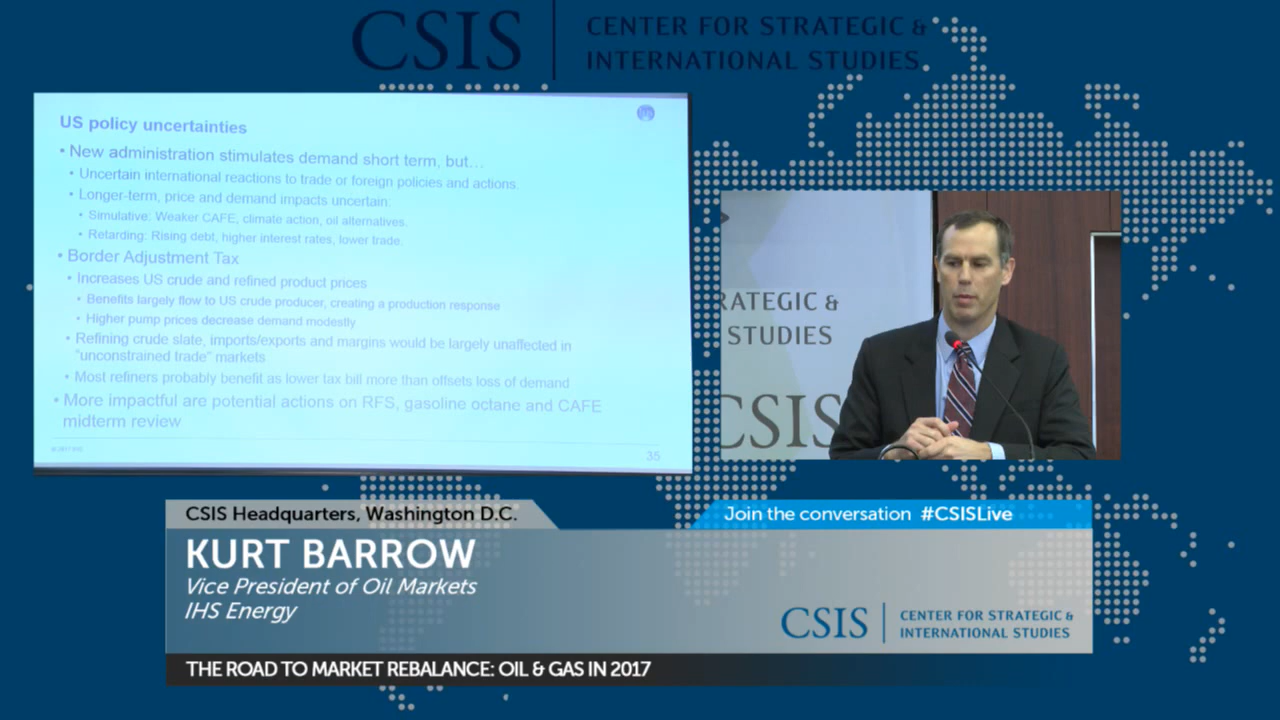 CSIS
CENTER FOR STRATEGIC &
INTERNATIONAL STUDIES
US policy uncertainties
• New administration stimulates demand short term, but…
• Uncertain international reactions to trade or foreign policies and actions.
• Longer-term, price and demand impacts uncertain:
• Simulative: Weaker CAFE, climate action, oil alternatives.
• Retarding: Rising debt, higher interest rates, lower trade.
• Border Adjustment Tax
• Increases US crude and refined product prices
• Benefits largely flow to US crude producer, creating a production response
• Higher pump prices decrease demand modestly
• Refining crude slate, imports/exports and margins would be largely unaffected in
"unconstrained trade" markets
• Most refiners probably benefit as lower tax bill more than offsets loss of demand
• More impactful are potential actions on RFS, gasoline octane and CAFE
midterm review
35
RATEGIC &
STUDIES
CSIS
CSIS Headquarters, Washington D.C.
Join the conversation #CSISLive
KURT BARROW
Vice President of Oil Markets
IHS Energy
CSIS
CENTER FOR STRATEGIC &
INTERNATIONAL STUDIES
THE ROAD TO MARKET REBALANCE: OIL & GAS IN 2017